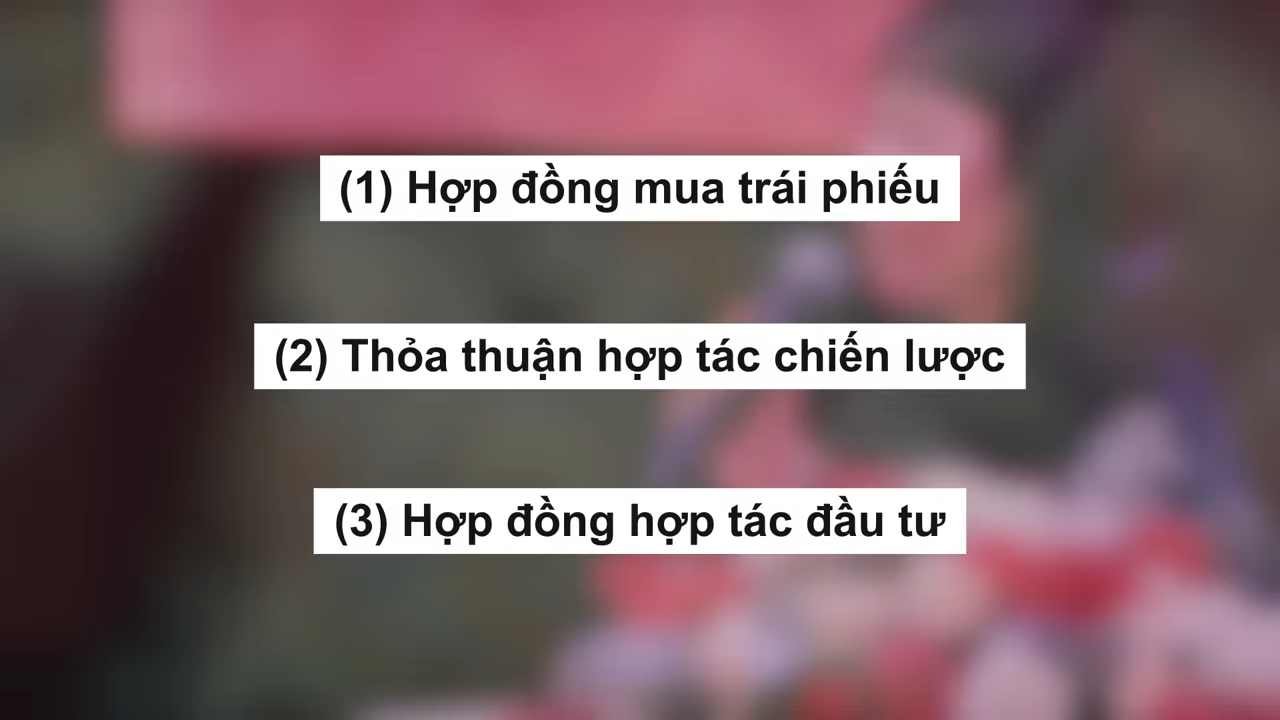 (1) Hợp đồng mua trái phiếu
(2) Thỏa thuận hợp tác chiến lược
(3) Hợp đồng hợp tác đầu tư